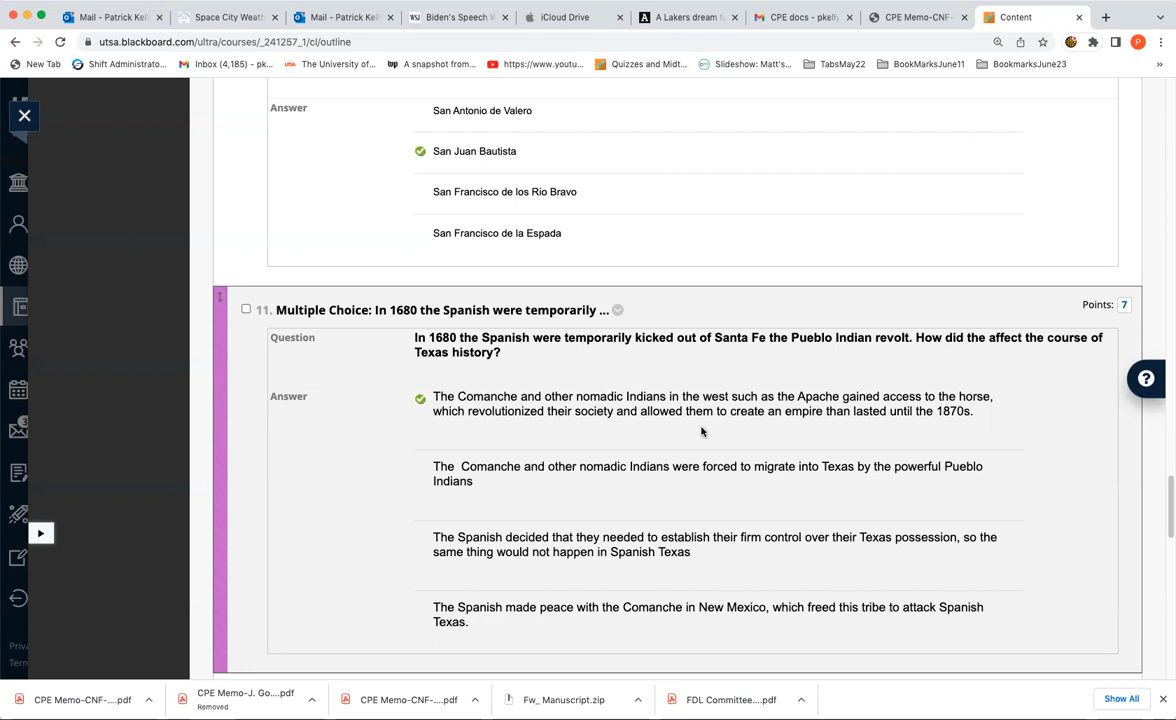 Mail - Patrick Kell
Space City Weath
Mail - Patrick Kell
WSJ
Biden's Speech W
iCloud Drive
A
A Lakers dream t
CPE docs - pkelly
CPE Memo-CNF-
Content
utsa.blackboard.com/ultra/courses/_241257_1/cl/outline
P
New Tab
Shift Administrato...
Inbox (4,185) - pk...
UTSA
The University of...
wp
A snapshot from...
https://www.youtu...
Quizzes and Midt...
Slideshow: Matt's...
TabsMay22
BookMarksJune11
BookmarksJune23
»
Answer
San Antonio de Valero
San Juan Bautista
San Francisco de los Rio Bravo
San Francisco de la Espada
11. Multiple Choice: In 1680 the Spanish were temporarily ...
Points: 7
Question
In 1680 the Spanish were temporarily kicked out of Santa Fe the Pueblo Indian revolt. How did the affect the course of
Texas history?
Answer
The Comanche and other nomadic Indians in the west such as the Apache gained access to the horse,
which revolutionized their society and allowed them to create an empire than lasted until the 1870s.
The Comanche and other nomadic Indians were forced to migrate into Texas by the powerful Pueblo
Indians
The Spanish decided that they needed to establish their firm control over their Texas possession, so the
same thing would not happen in Spanish Texas
The Spanish made peace with the Comanche in New Mexico, which freed this tribe to attack Spanish
Texas.
3
Priva
Term
CPE Memo-CNF-....pdf
CPE Memo-J. Go....pdf
Removed
CPE Memo-CNF-....pdf
Fw_ Manuscript.zip
FDL Committee....pdf
Show All